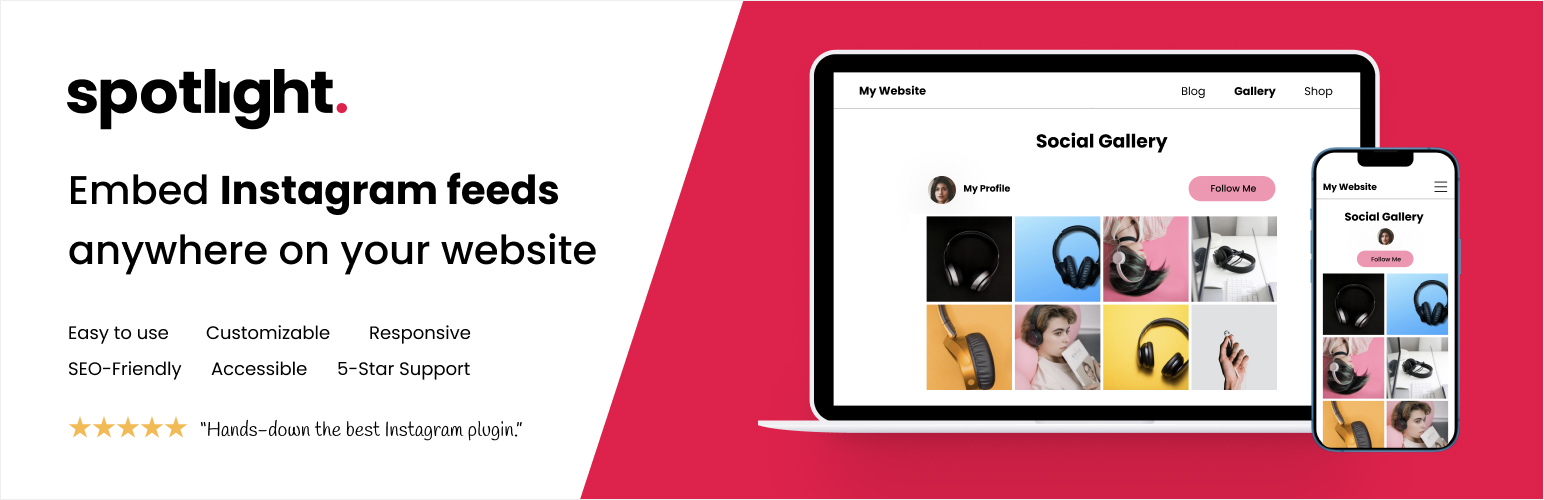 spotlight.
Embed Instagram feeds
anywhere on your website
Easy to use Customizable Responsive
SEO-Friendly Accessible 5-Star Support
“Hands-down the best Instagram plugin.”
My Website Blog Gallery Shop
Social Gallery
My Profile Follow Me
My Website
Social Gallery
Follow Me